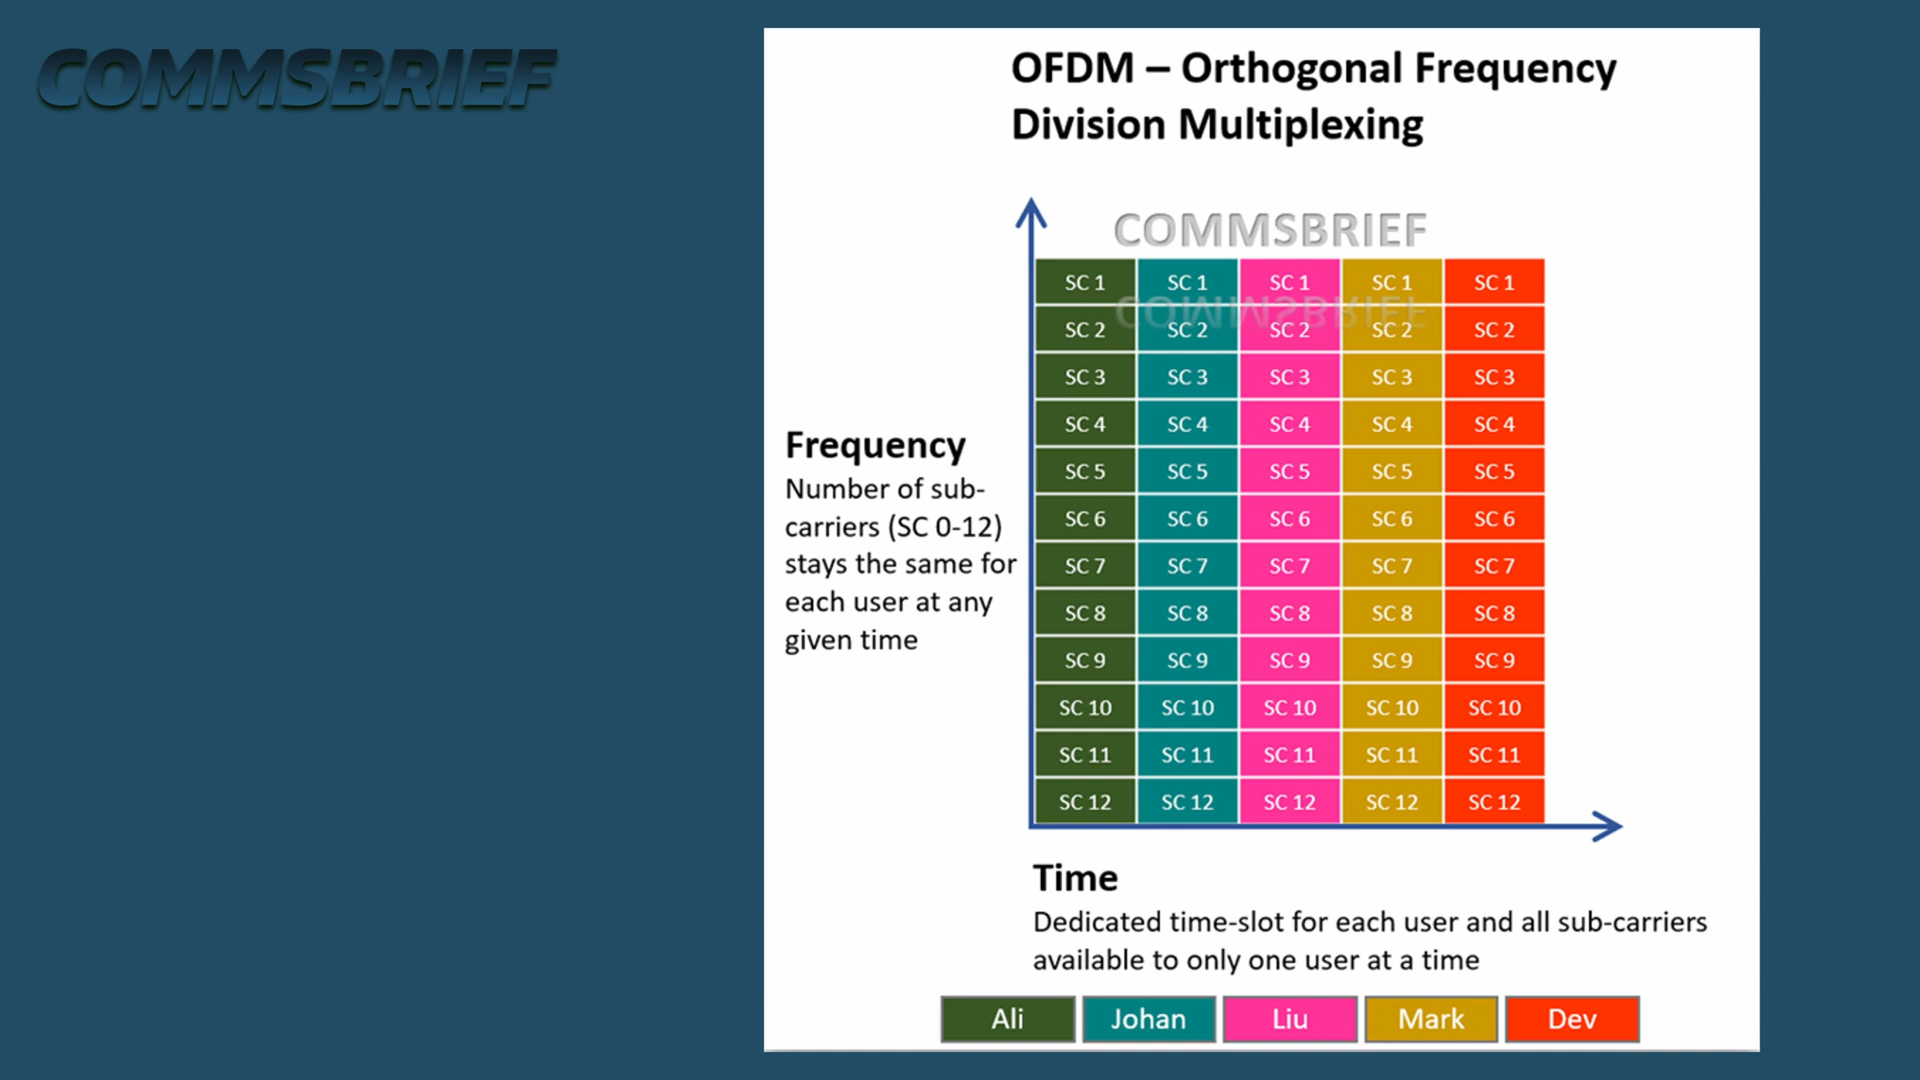 COMMSBRIEF
OFDM – Orthogonal Frequency
Division Multiplexing
COMMSBRIEF
SC 1 SC 1 SC 1 SC 1 SC 1
COMMSBRIEF
SC 2 SC 2 SC 2 SC 2 SC 2
SC 3 SC 3 SC 3 SC 3 SC 3
SC 4 SC 4 SC 4 SC 4 SC 4
SC 5 SC 5 SC 5 SC 5 SC 5
SC 6 SC 6 SC 6 SC 6 SC 6
SC 7 SC 7 SC 7 SC 7 SC 7
SC 8 SC 8 SC 8 SC 8 SC 8
SC 9 SC 9 SC 9 SC 9 SC 9
SC 10 SC 10 SC 10 SC 10 SC 10
SC 11 SC 11 SC 11 SC 11 SC 11
SC 12 SC 12 SC 12 SC 12 SC 12
Frequency
Number of sub-
carriers (SC 0-12)
stays the same for
each user at any
given time
Time
Dedicated time-slot for each user and all sub-carriers
available to only one user at a time
Ali Johan Liu Mark Dev